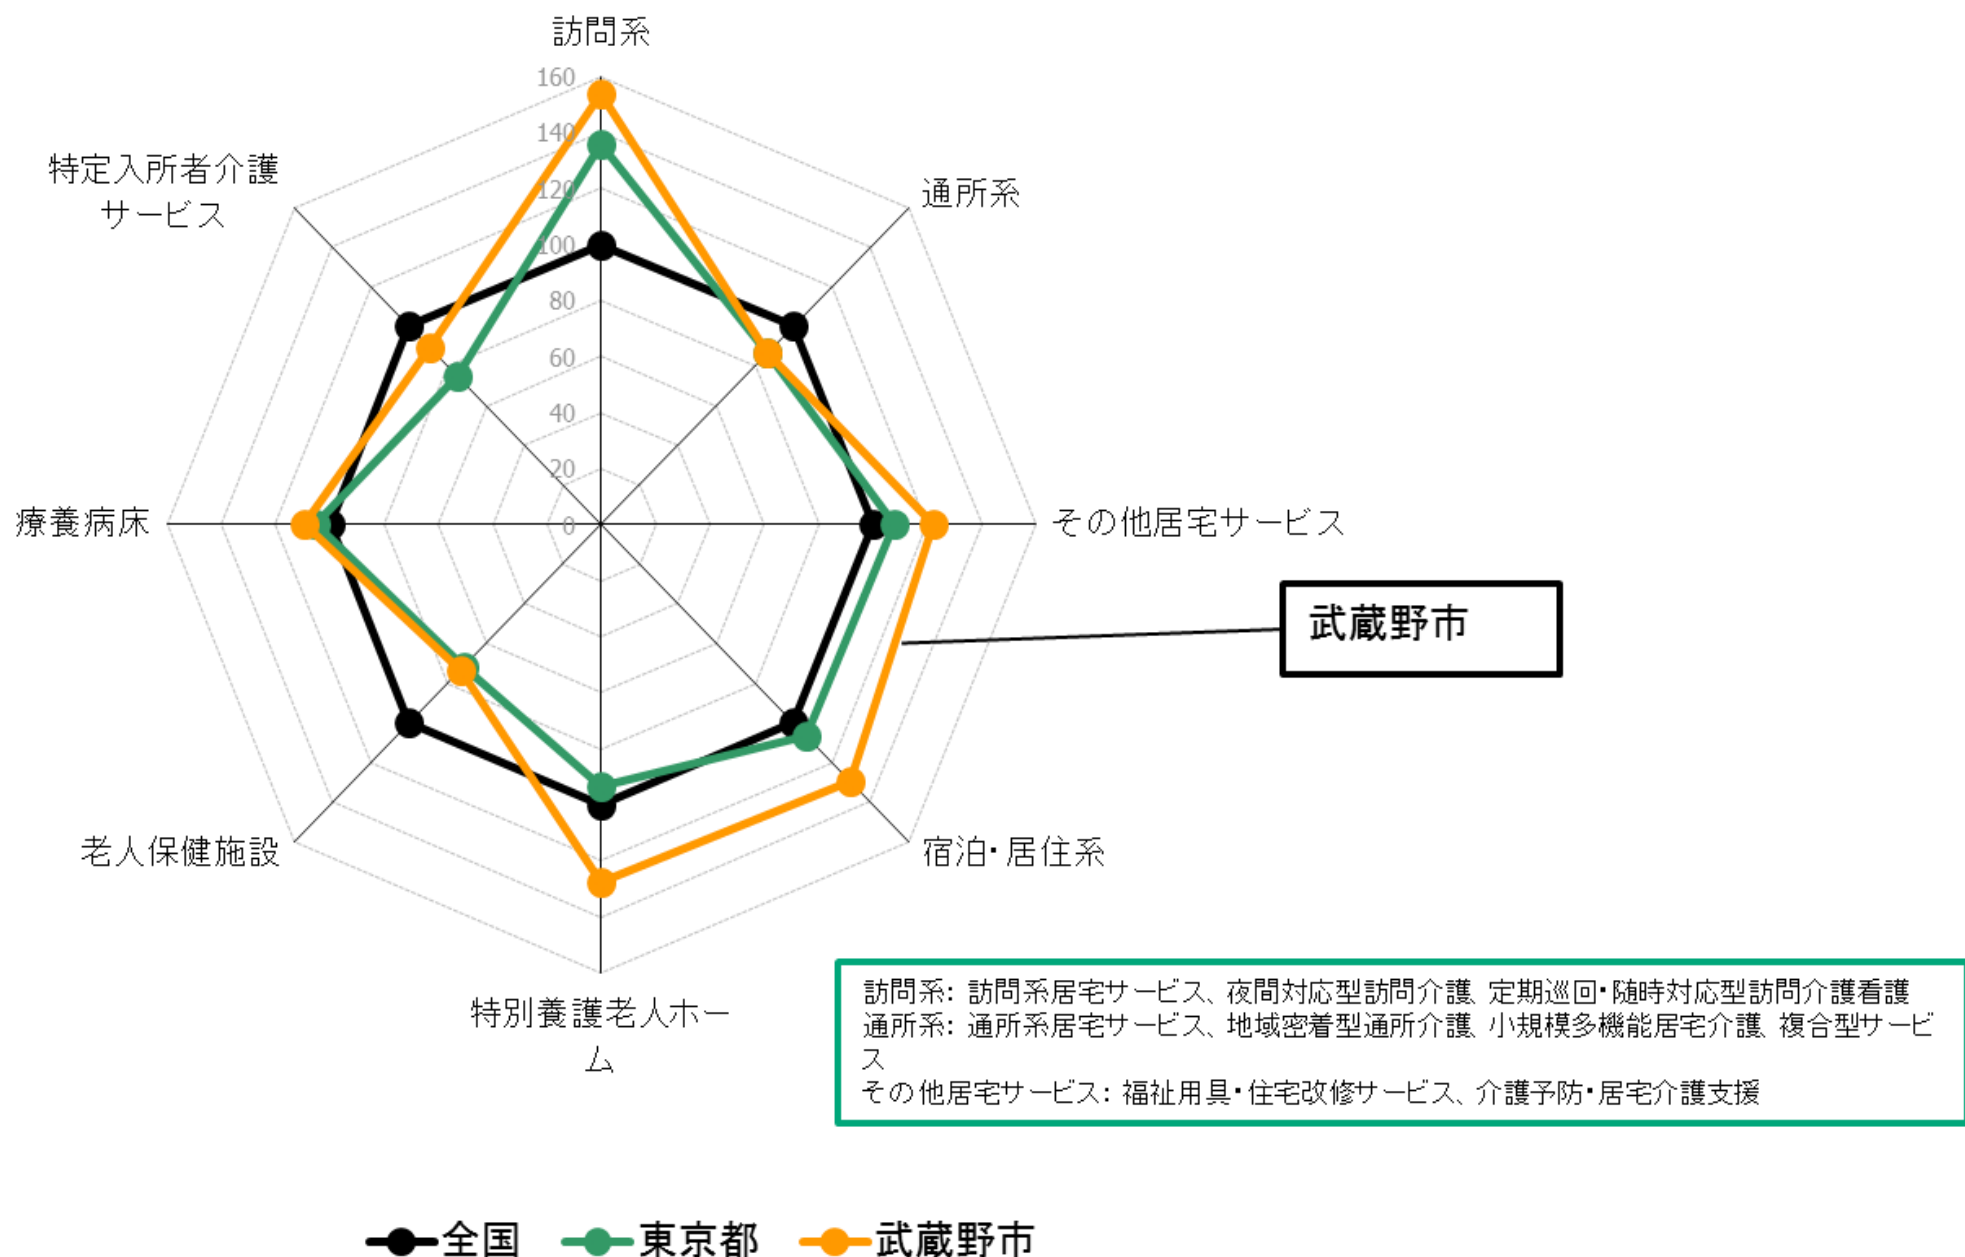 訪問系
160
140
120
100
80
60
40
20
0
特定入所者介護
サービス
通所系
療養病床
その他居宅サービス
武蔵野市
老人保健施設
宿泊・居住系
特別養護老人ホー
ム
訪問系：訪問系居宅サービス、夜間対応型訪問介護、定期巡回・随時対応型訪問介護看護
通所系：通所系居宅サービス、地域密着型通所介護、小規模多機能居宅介護、複合型サービ
ス
その他居宅サービス：福祉用具・住宅改修サービス、介護予防・居宅介護支援
全国 東京都 武蔵野市